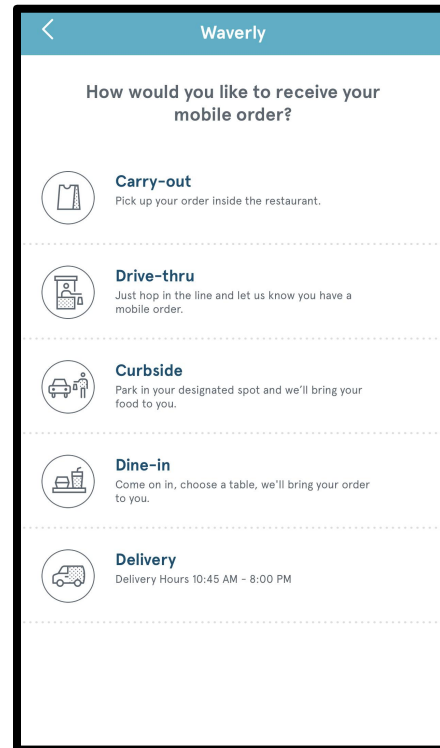 Waverly
How would you like to receive your
mobile order?
Carry-out
Pick up your order inside the restaurant.
Drive-thru
Just hop in the line and let us know you have a
mobile order.
Curbside
Park in your designated spot and we’ll bring your
food to you.
Dine-in
Come on in, choose a table, we'll bring your order
to you.
Delivery
Delivery Hours 10:45 AM - 8:00 PM